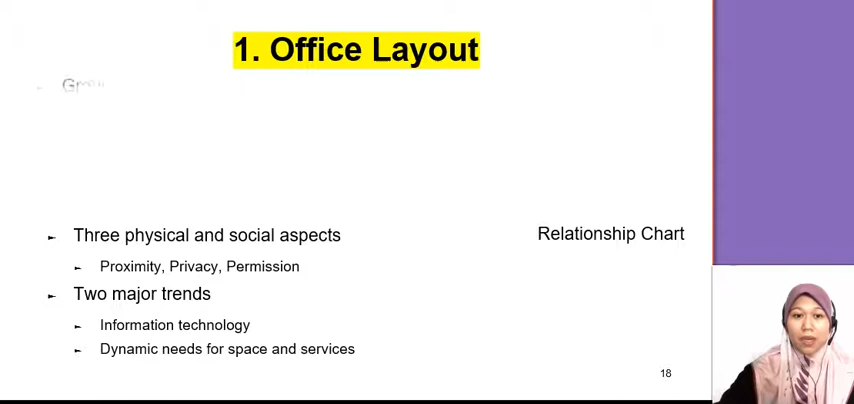 1. Office Layout
Three physical and social aspects
Relationship Chart
Proximity, Privacy, Permission
Two major trends
Information technology
Dynamic needs for space and services
18